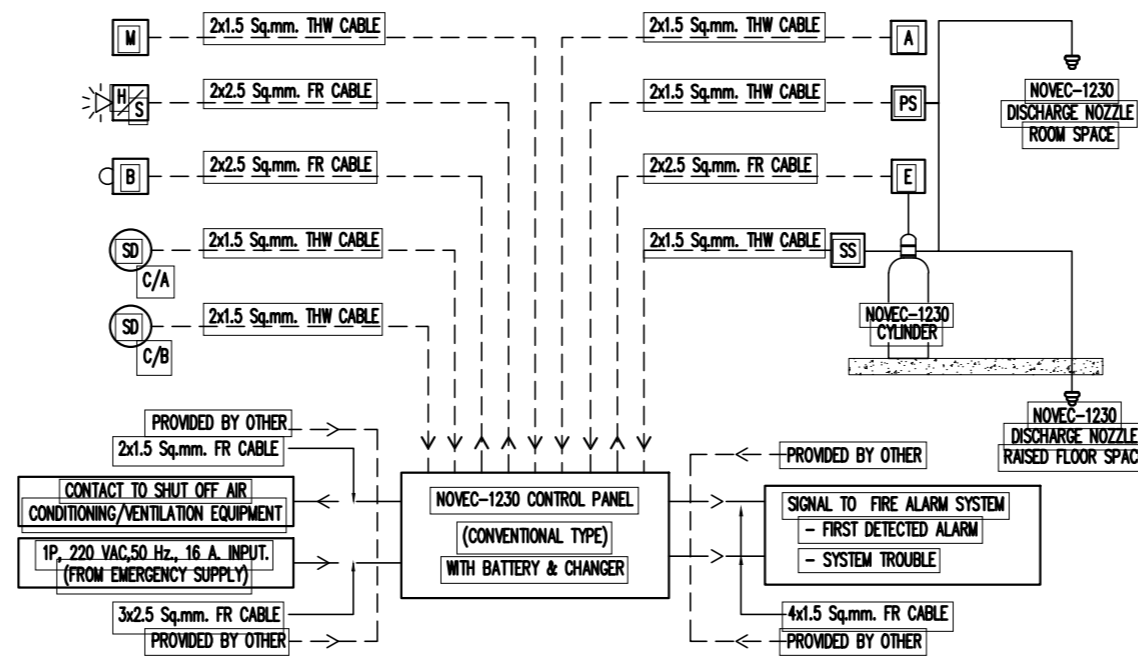 M
2x1.5 Sq.mm. THW CABLE
2x1.5 Sq.mm. THW CABLE
A
H/S
2x2.5 Sq.mm. FR CABLE
2x1.5 Sq.mm. THW CABLE
PS
NOVEC-1230
DISCHARGE NOZZLE
ROOM SPACE
B
2x2.5 Sq.mm. FR CABLE
2x2.5 Sq.mm. FR CABLE
E
SD
C/A
2x1.5 Sq.mm. THW CABLE
2x1.5 Sq.mm. THW CABLE
SS
SD
C/B
2x1.5 Sq.mm. THW CABLE
NOVEC-1230
CYLINDER
NOVEC-1230
DISCHARGE NOZZLE
RAISED FLOOR SPAC
PROVIDED BY OTHER
2x1.5 Sq.mm. FR CABLE
CONTACT TO SHUT OFF AIR
CONDITIONING/VENTILATION EQUIPMENT
1P, 220 VAC,50 Hz., 16 A. INPUT.
(FROM EMERGENCY SUPPLY)
3x2.5 Sq.mm. FR CABLE
PROVIDED BY OTHER
NOVEC-1230 CONTROL PANEL
(CONVENTIONAL TYPE)
WITH BATTERY & CHANGER
PROVIDED BY OTHER
SIGNAL TO FIRE ALARM SYSTEM
- FIRST DETECTED ALARM
- SYSTEM TROUBLE
4x1.5 Sq.mm. FR CABLE
PROVIDED BY OTHER